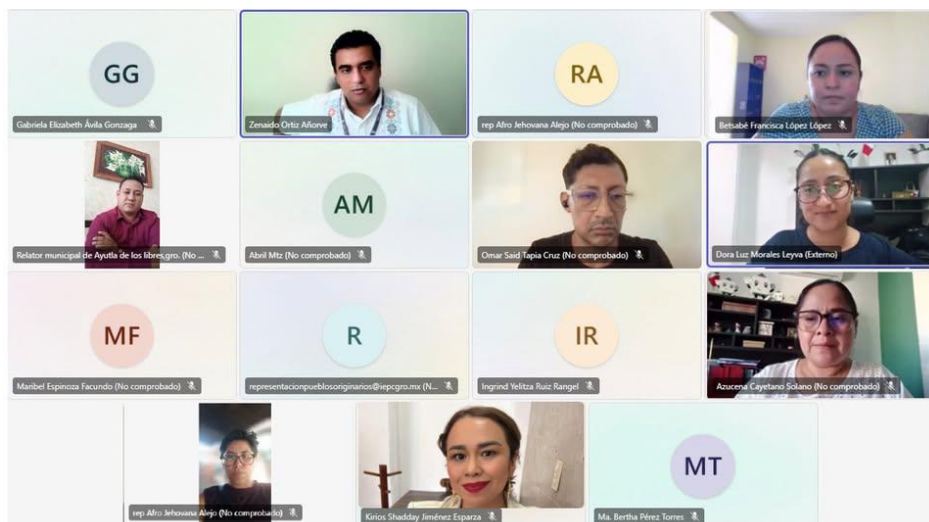 GG
Gabriela Elizabeth Ávila Gonzaga
Zenaido Ortiz Añorve
RA
rep Afro Jehovana Alejo (No comprobado)
Betsabé Francisca López López
Relator municipal de Ayutla de los libres,gro. (No ...
AM
Abril Mtz (No comprobado)
Omar Said Tapia Cruz (No comprobado)
Dora Luz Morales Leyva (Externo)
MF
Maribel Espinoza Facundo (No comprobado)
R
representacionpueblosoriginarios@iepcgro.mx (N...
IR
Ingrind Yelitza Ruiz Rangel
Azucena Cayetano Solano (No comprobado)
rep Afro Jehovana Alejo (No comprobado)
Kirios Shadday Jiménez Esparza
MT
Ma. Bertha Pérez Torres